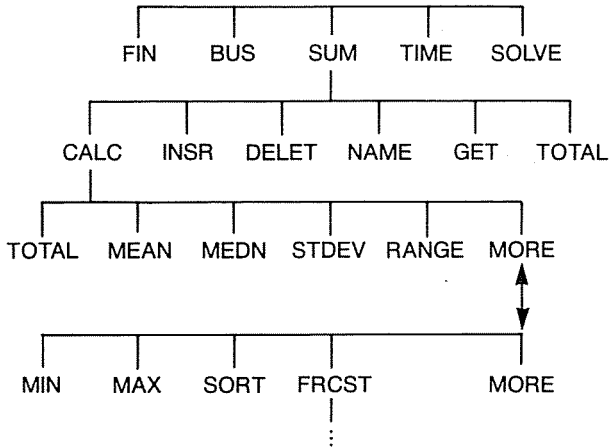 FIN BUS SUM TIME SOLVE
CALC INSR DELET NAME GET TOTAL
TOTAL MEAN MEDN STDEV RANGE MORE
MIN MAX SORT FRCST MORE